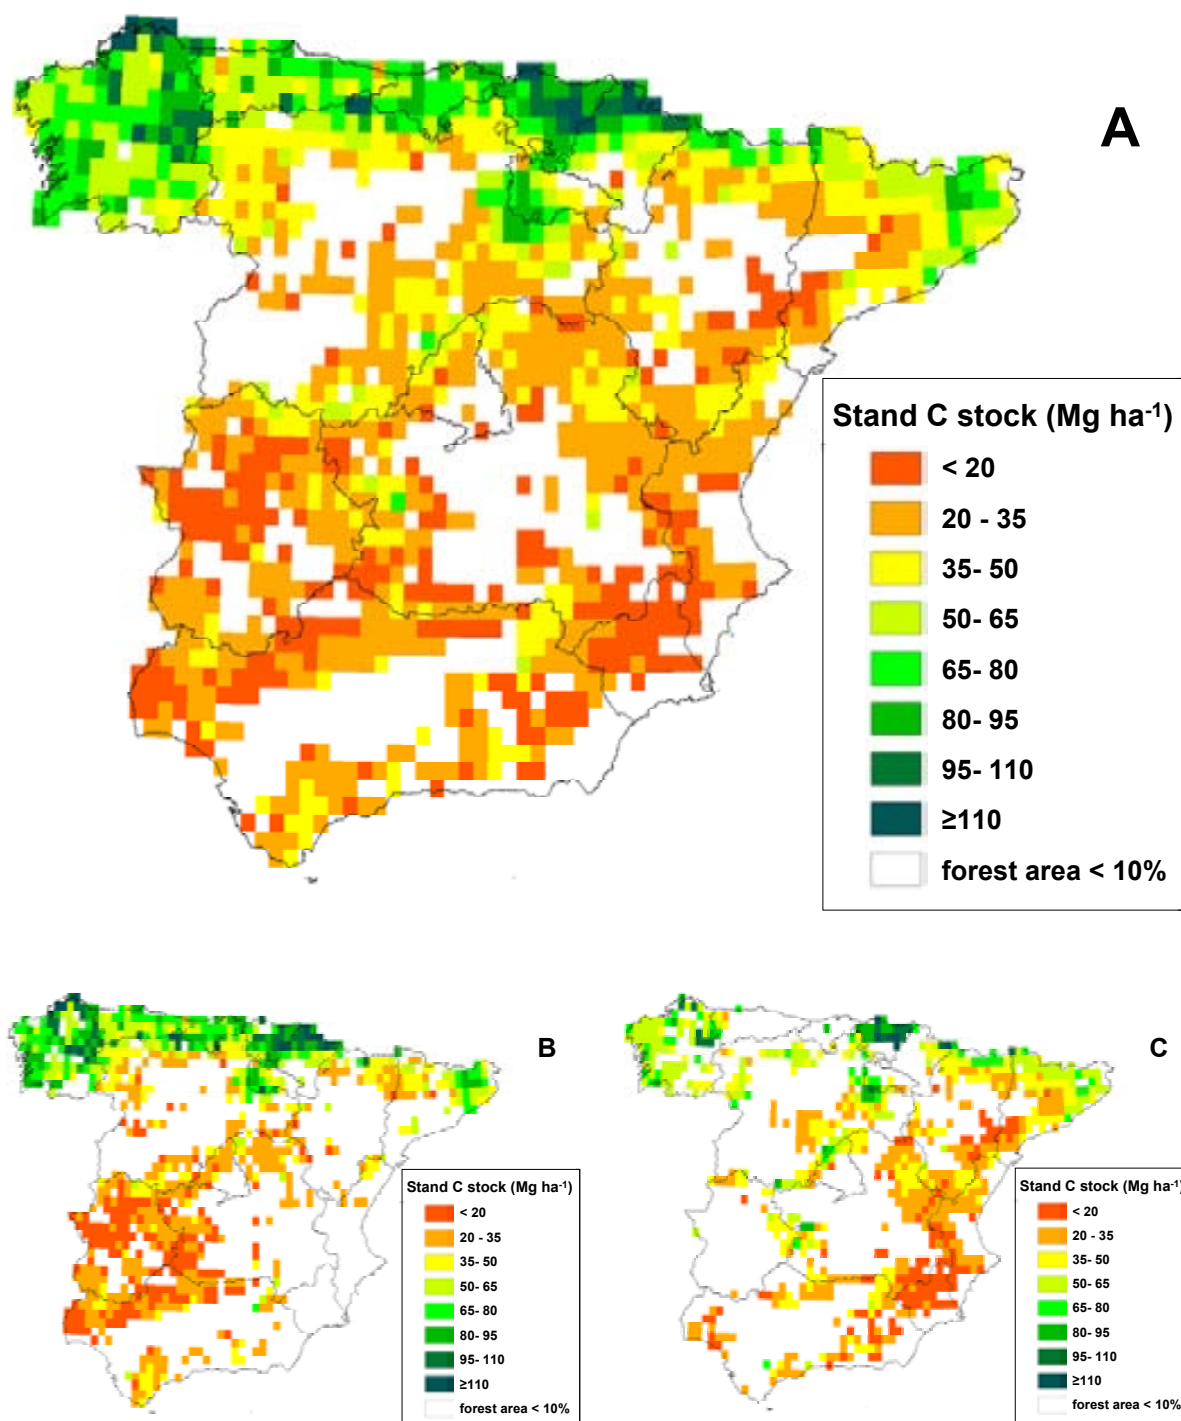 A
Stand C stock (Mg ha⁻¹)
< 20
20 - 35
35- 50
50- 65
65- 80
80- 95
95- 110
≥110
forest area < 10%
B
Stand C stock (Mg ha⁻¹)
< 20
20 - 35
35- 50
50- 65
65- 80
80- 95
95- 110
≥110
forest area < 10%
C
Stand C stock (Mg ha⁻¹)
< 20
20 - 35
35- 50
50- 65
65- 80
80- 95
95- 110
≥110
forest area < 10%